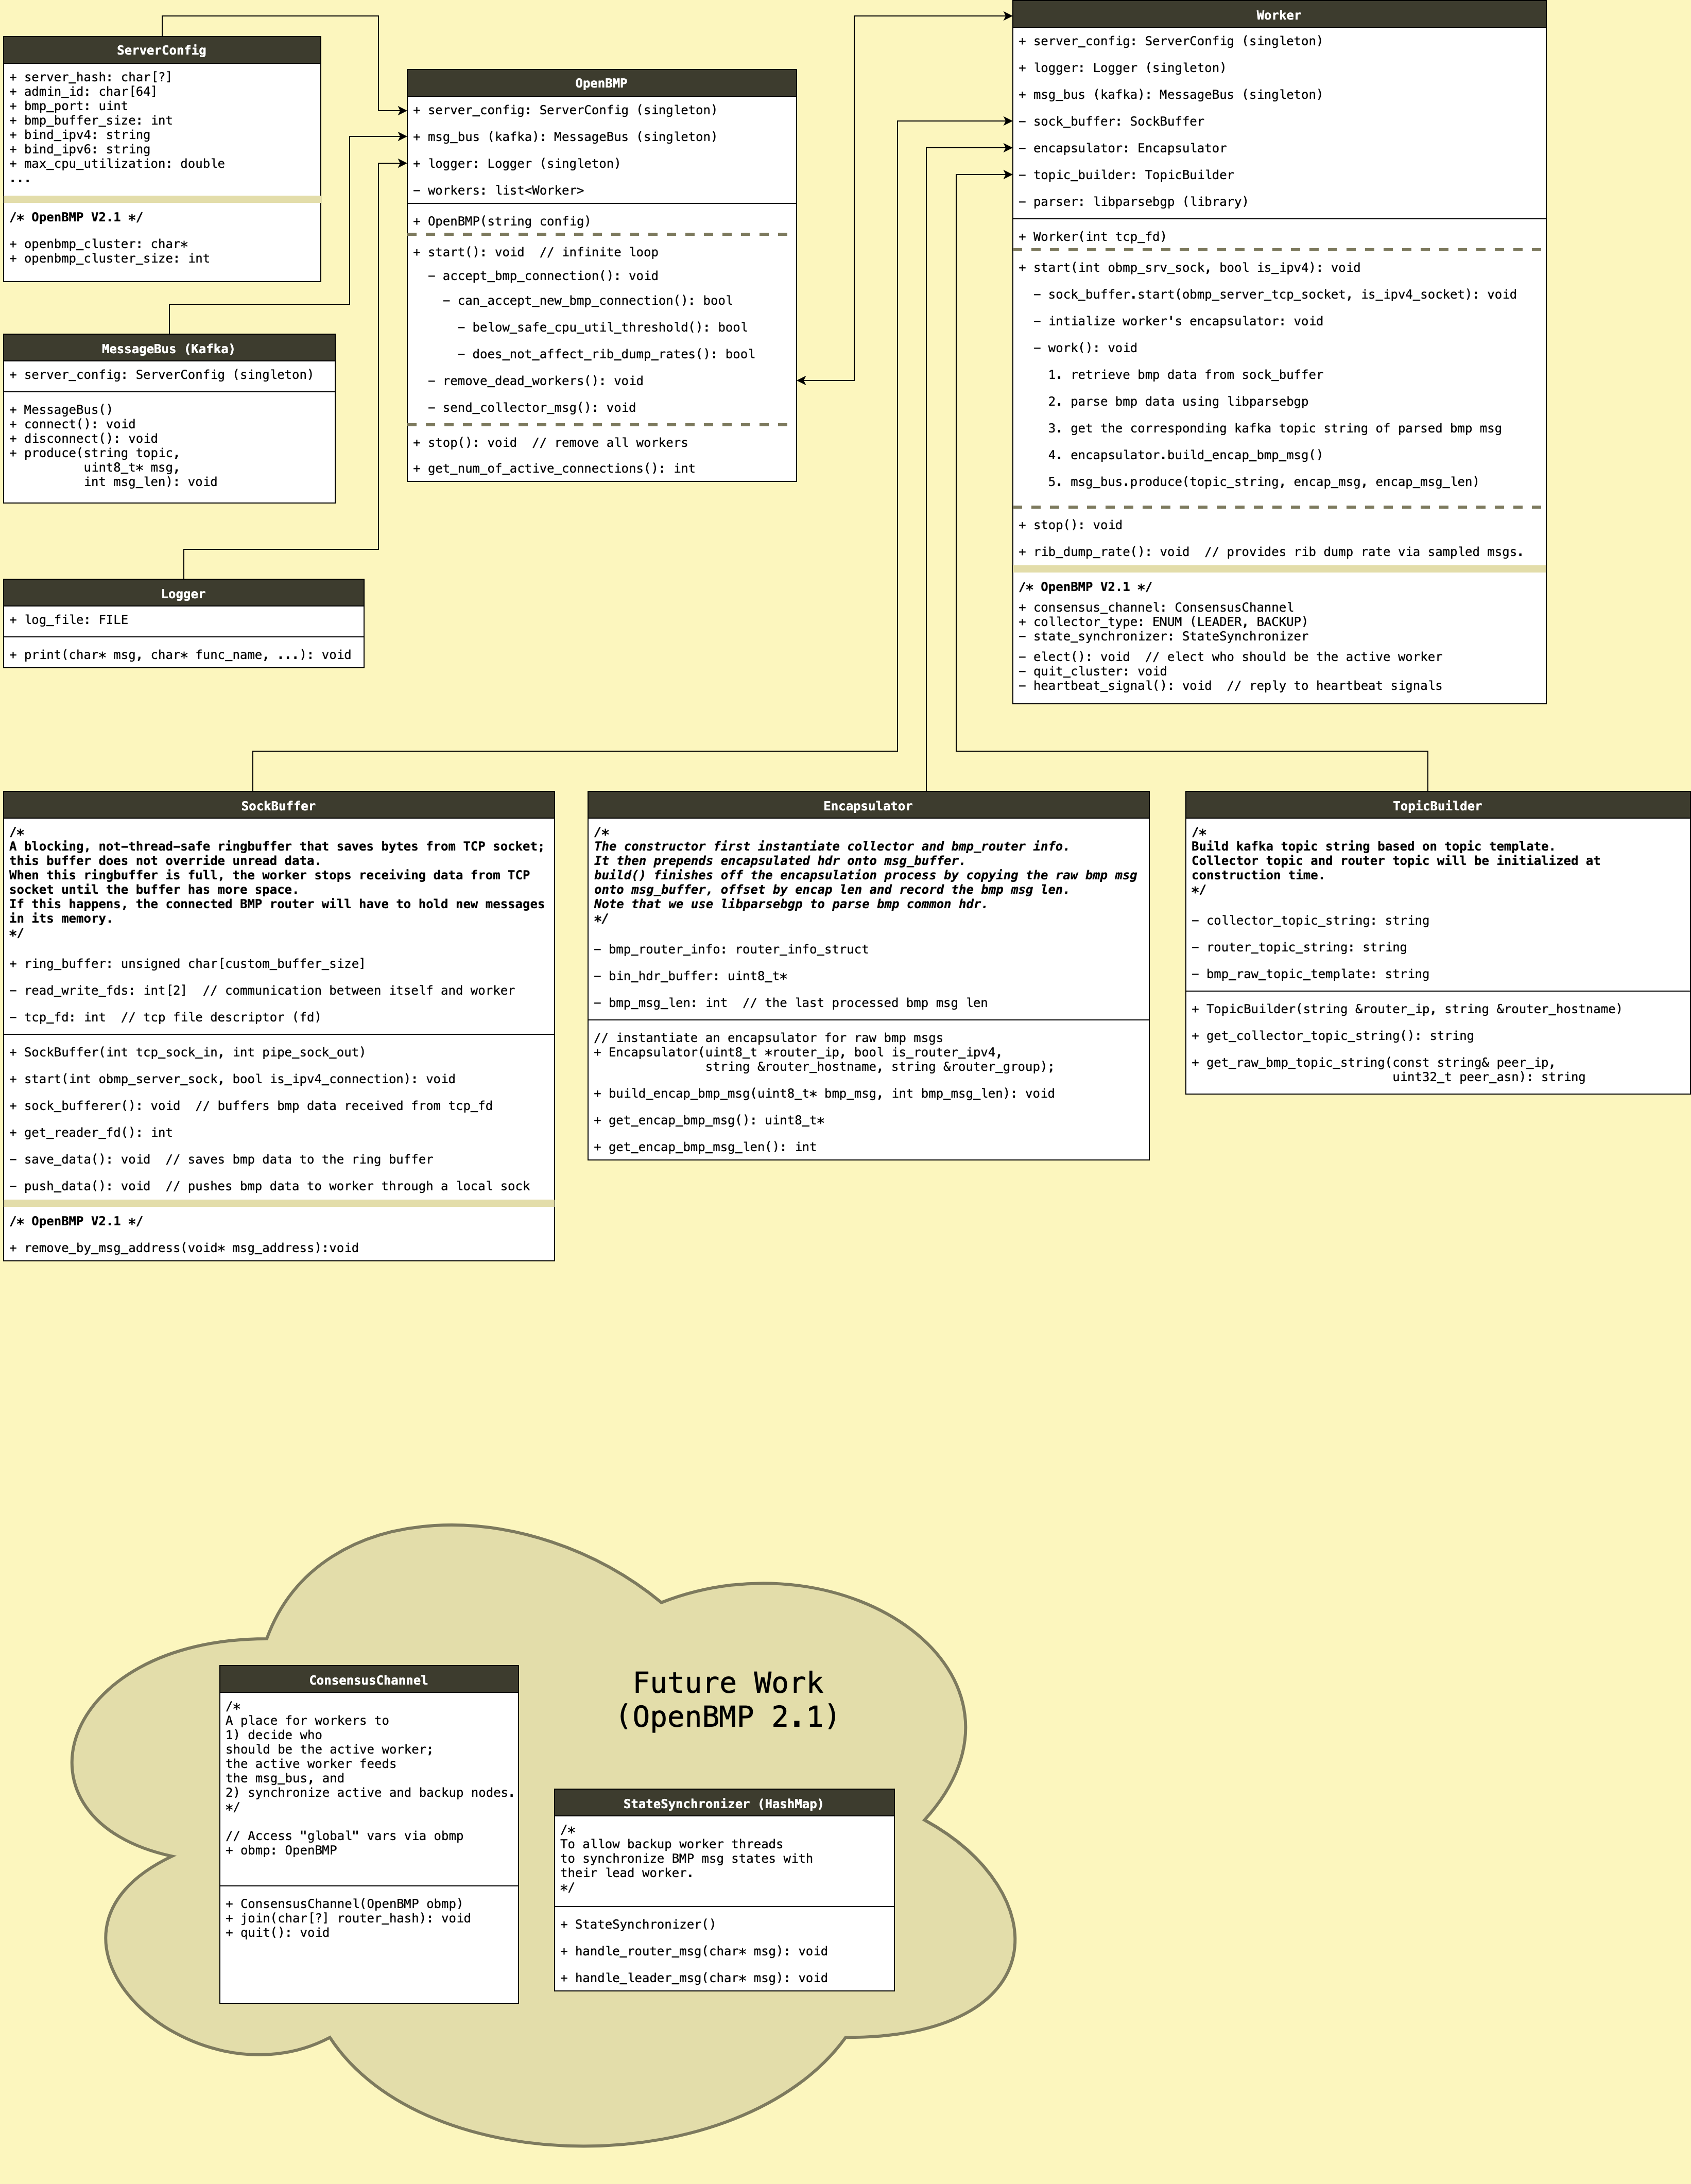 ServerConfig
+ server_hash: char[?]
+ admin_id: char[64]
+ bmp_port: uint
+ bmp_buffer_size: int
+ bind_ipv4: string
+ bind_ipv6: string
+ max_cpu_utilization: double
...
/* OpenBMP V2.1 */
+ openbmp_cluster: char*
+ openbmp_cluster_size: int
MessageBus (Kafka)
+ server_config: ServerConfig (singleton)
+ MessageBus()
+ connect(): void
+ disconnect(): void
+ produce(string topic,
uint8_t* msg,
int msg_len): void
Logger
+ log_file: FILE
+ print(char* msg, char* func_name, ...): void
OpenBMP
+ server_config: ServerConfig (singleton)
+ msg_bus (kafka): MessageBus (singleton)
+ logger: Logger (singleton)
- workers: list<Worker>
+ OpenBMP(string config)
+ start(): void  // infinite loop
- accept_bmp_connection(): void
- can_accept_new_bmp_connection(): bool
- below_safe_cpu_util_threshold(): bool
- does_not_affect_rib_dump_rates(): bool
- remove_dead_workers(): void
- send_collector_msg(): void
+ stop(): void  // remove all workers
+ get_num_of_active_connections(): int
Worker
+ server_config: ServerConfig (singleton)
+ logger: Logger (singleton)
+ msg_bus (kafka): MessageBus (singleton)
- sock_buffer: SockBuffer
- encapsulator: Encapsulator
- topic_builder: TopicBuilder
- parser: libparsebgp (library)
+ Worker(int tcp_fd)
+ start(int obmp_srv_sock, bool is_ipv4): void
- sock_buffer.start(obmp_server_tcp_socket, is_ipv4_socket): void
- intialize worker's encapsulator: void
- work(): void
1. retrieve bmp data from sock_buffer
2. parse bmp data using libparsebgp
3. get the corresponding kafka topic string of parsed bmp msg
4. encapsulator.build_encap_bmp_msg()
5. msg_bus.produce(topic_string, encap_msg, encap_msg_len)
+ stop(): void
+ rib_dump_rate(): void  // provides rib dump rate via sampled msgs.
/* OpenBMP V2.1 */
+ consensus_channel: ConsensusChannel
+ collector_type: ENUM (LEADER, BACKUP)
- state_synchronizer: StateSynchronizer
- elect(): void  // elect who should be the active worker
- quit_cluster: void
- heartbeat_signal(): void  // reply to heartbeat signals
SockBuffer
/*
A blocking, not-thread-safe ringbuffer that saves bytes from TCP socket;
this buffer does not override unread data.
When this ringbuffer is full, the worker stops receiving data from TCP
socket until the buffer has more space.
If this happens, the connected BMP router will have to hold new messages
in its memory.
*/
+ ring_buffer: unsigned char[custom_buffer_size]
- read_write_fds: int[2]  // communication between itself and worker
- tcp_fd: int  // tcp file descriptor (fd)
+ SockBuffer(int tcp_sock_in, int pipe_sock_out)
+ start(int obmp_server_sock, bool is_ipv4_connection): void
+ sock_bufferer(): void  // buffers bmp data received from tcp_fd
+ get_reader_fd(): int
- save_data(): void  // saves bmp data to the ring buffer
- push_data(): void  // pushes bmp data to worker through a local sock
/* OpenBMP V2.1 */
+ remove_by_msg_address(void* msg_address):void
Encapsulator
/*
The constructor first instantiate collector and bmp_router info.
It then prepends encapsulated hdr onto msg_buffer.
build() finishes off the encapsulation process by copying the raw bmp msg
onto msg_buffer, offset by encap len and record the bmp msg len.
Note that we use libparsebgp to parse bmp common hdr.
*/
- bmp_router_info: router_info_struct
- bin_hdr_buffer: uint8_t*
- bmp_msg_len: int  // the last processed bmp msg len
// instantiate an encapsulator for raw bmp msgs
+ Encapsulator(uint8_t *router_ip, bool is_router_ipv4,
string &router_hostname, string &router_group);
+ build_encap_bmp_msg(uint8_t* bmp_msg, int bmp_msg_len): void
+ get_encap_bmp_msg(): uint8_t*
+ get_encap_bmp_msg_len(): int
TopicBuilder
/*
Build kafka topic string based on topic template.
Collector topic and router topic will be initialized at
construction time.
*/
- collector_topic_string: string
- router_topic_string: string
- bmp_raw_topic_template: string
+ TopicBuilder(string &router_ip, string &router_hostname)
+ get_collector_topic_string(): string
+ get_raw_bmp_topic_string(const string& peer_ip,
uint32_t peer_asn): string
Future Work
(OpenBMP 2.1)
ConsensusChannel
/*
A place for workers to
1) decide who
should be the active worker;
the active worker feeds
the msg_bus, and
2) synchronize active and backup nodes.
*/
// Access "global" vars via obmp
+ obmp: OpenBMP
+ ConsensusChannel(OpenBMP obmp)
+ join(char[?] router_hash): void
+ quit(): void
StateSynchronizer (HashMap)
/*
To allow backup worker threads
to synchronize BMP msg states with
their lead worker.
*/
+ StateSynchronizer()
+ handle_router_msg(char* msg): void
+ handle_leader_msg(char* msg): void